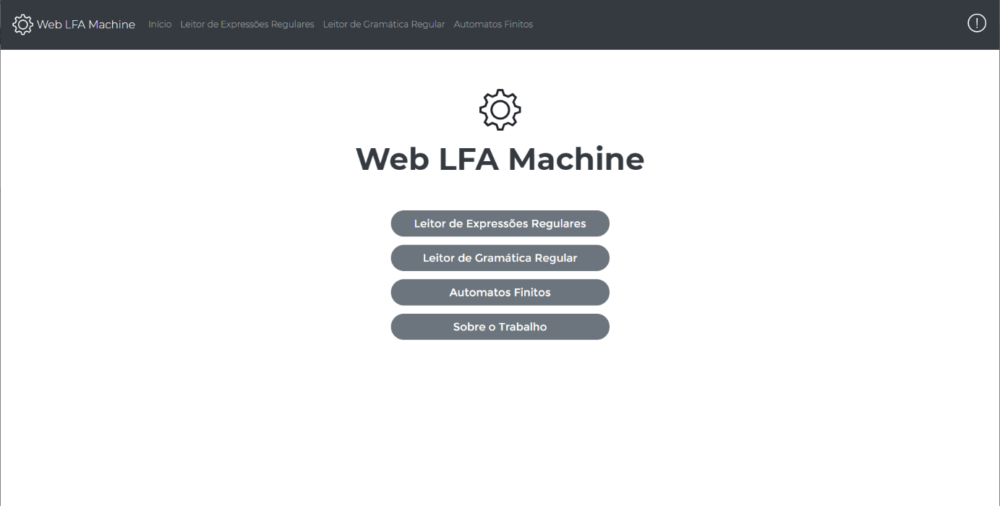 Web LFA Machine Início Leitor de Expressões Regulares Leitor de Gramática Regular Automatos Finitos
Web LFA Machine
Leitor de Expressões Regulares
Leitor de Gramática Regular
Automatos Finitos
Sobre o Trabalho